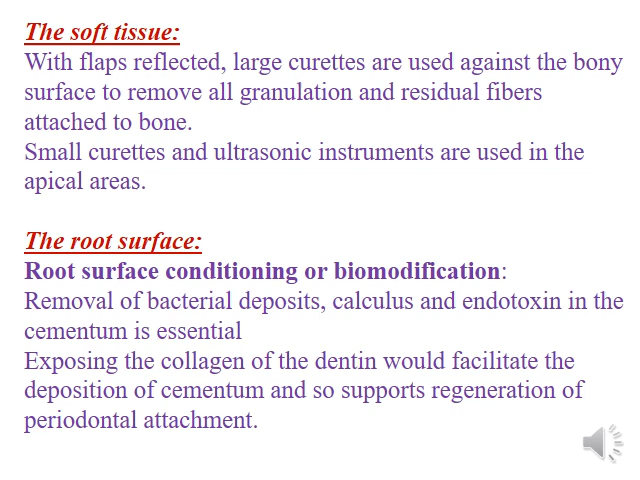 The soft tissue:
With flaps reflected, large curettes are used against the bony
surface to remove all granulation and residual fibers
attached to bone.
Small curettes and ultrasonic instruments are used in the
apical areas.
The root surface:
Root surface conditioning or biomodification:
Removal of bacterial deposits, calculus and endotoxin in the
cementum is essential
Exposing the collagen of the dentin would facilitate the
deposition of cementum and so supports regeneration of
periodontal attachment.